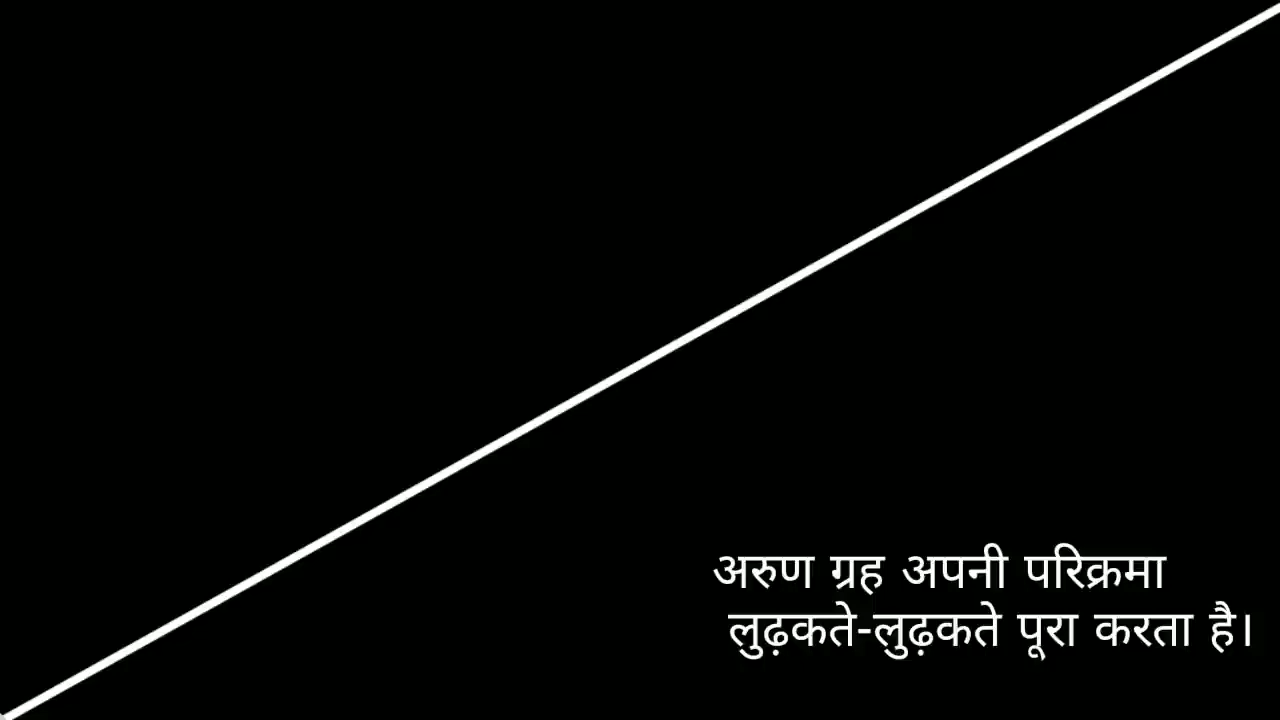 अरुण ग्रह अपनी परिक्रमा
लुढ़कते-लुढ़कते पूरा करता है।